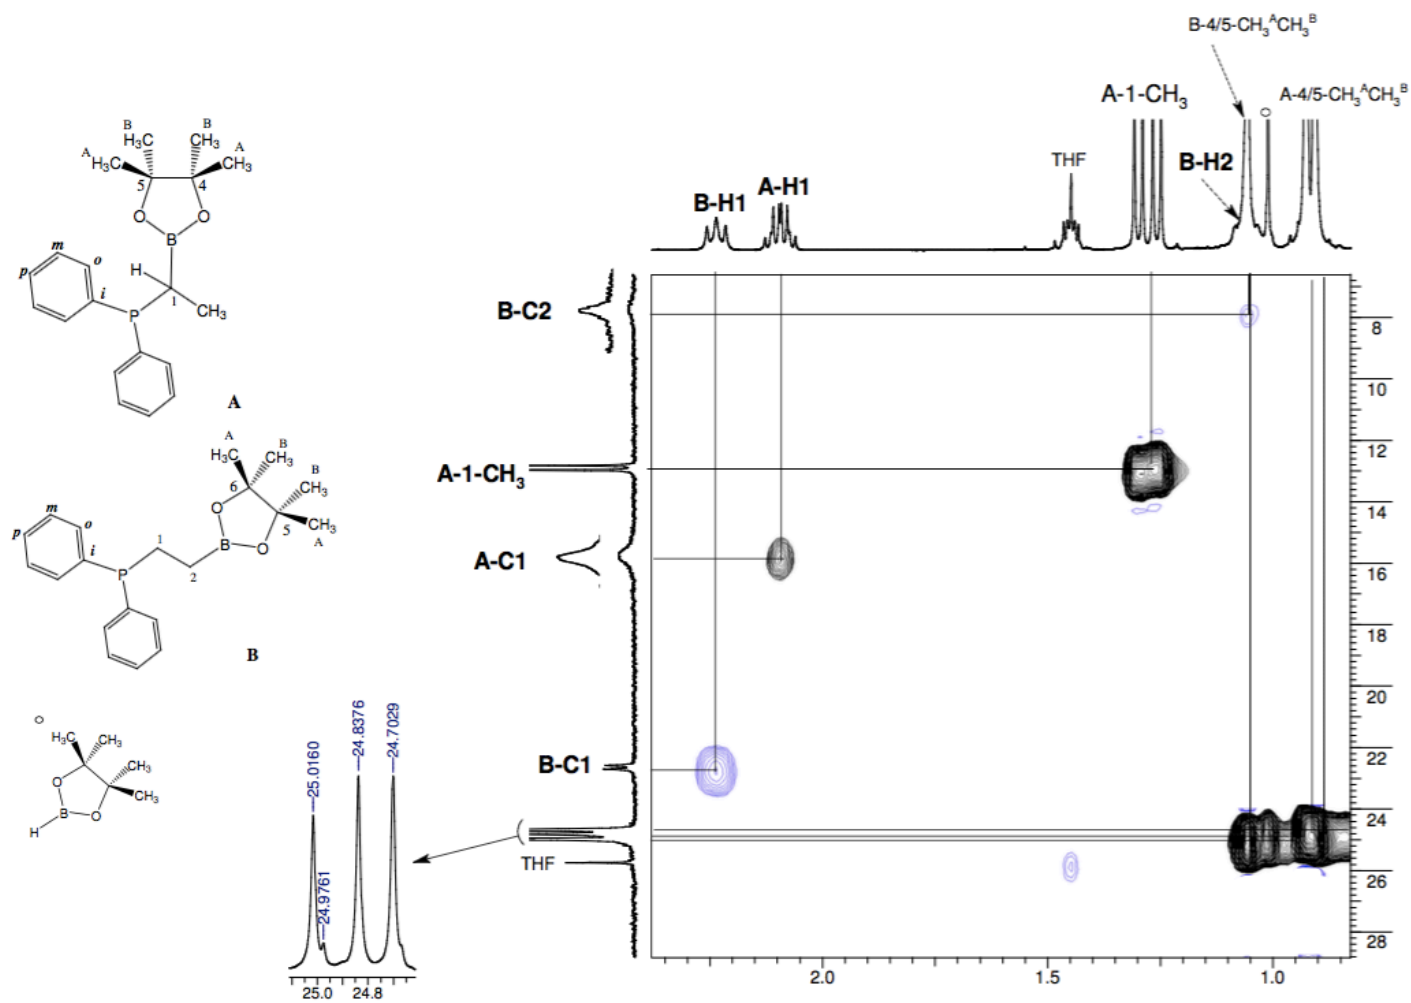 B-4/5-CH₃ᴬCH₃ᴮ
A-1-CH₃
A-4/5-CH₃ᴬCH₃ᴮ
THF
B-H2
A-H1
B-H1
B B
H₃C CH₃
A H₃C CH₃ A
5 4
O O
B
m
H
p o
i
1
P CH₃
A
B-C2
A-1-CH₃
A-C1
B-C1
THF
8
10
12
14
16
18
20
22
24
26
28
2.0 1.5 1.0
A B
H₃C CH₃
B
6 CH₃
O
5 CH₃
A
B O
m
p o
i
1
2
P
B
H₃C CH₃
CH₃
O CH₃
B O
H
25.0160
24.9761
24.8376
24.7029
25.0 24.8